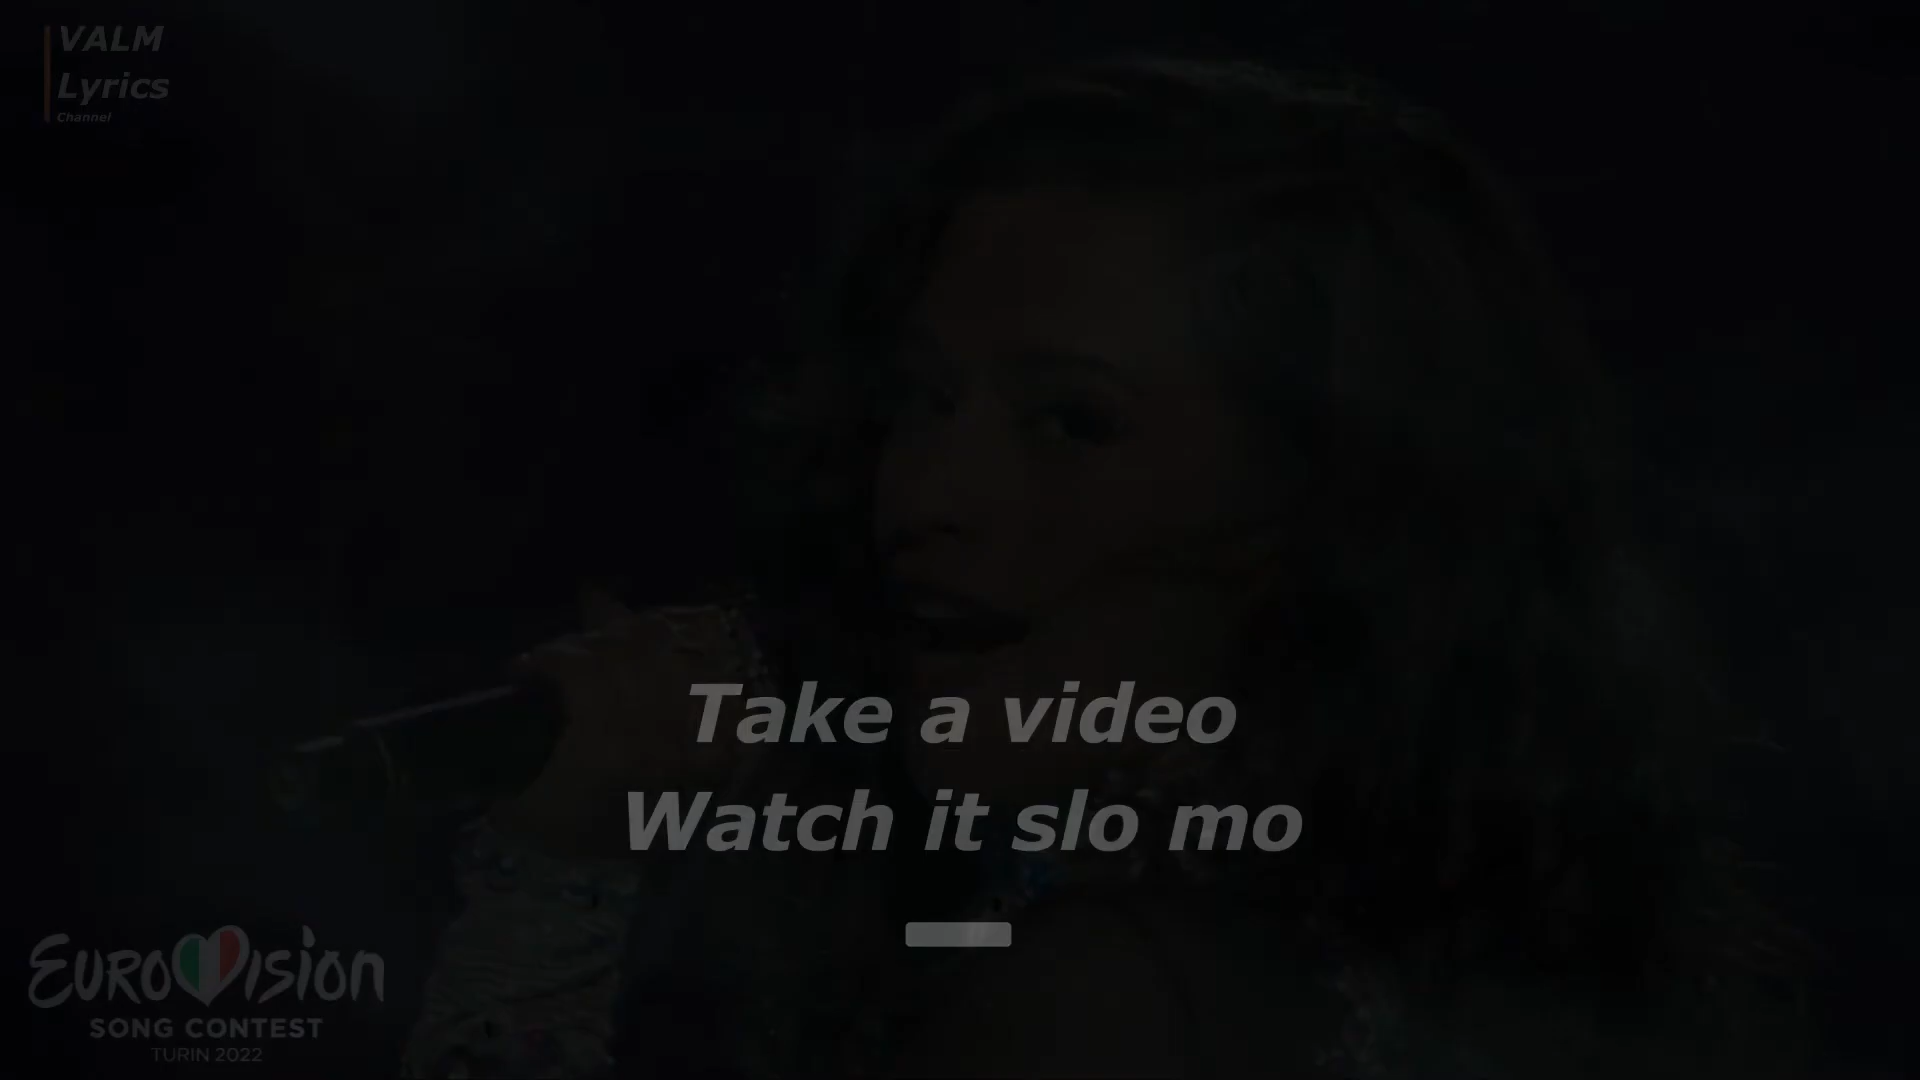 VALM
Lyrics
Channel
Take a video
Watch it slo mo
EUROVISION
SONG CONTEST
TURIN 2022